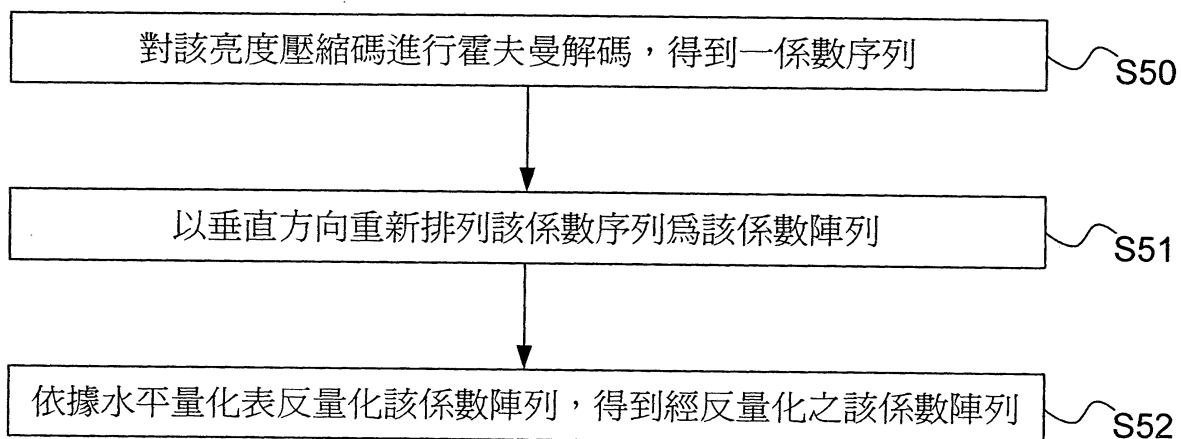 對該亮度壓縮碼進行霍夫曼解碼，得到一係數序列
S50
以垂直方向重新排列該係數序列爲該係數陣列
S51
依據水平量化表反量化該係數陣列，得到經反量化之該係數陣列
S52